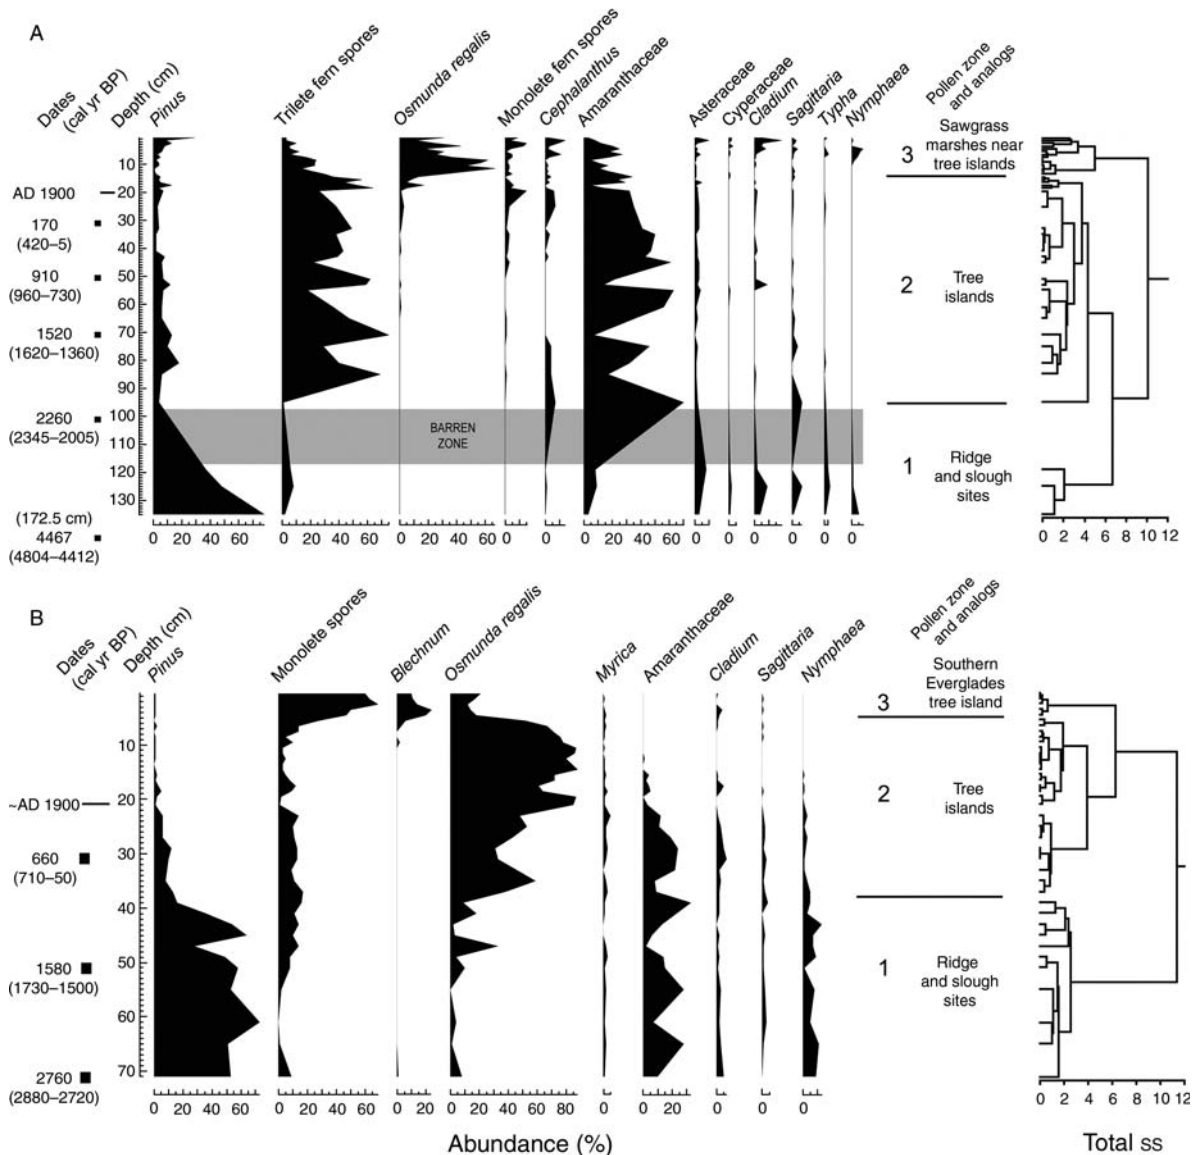 A
Dates
(cal yr BP)
Depth (cm)
Pinus
Trilete fern spores
Osmunda regalis
Monolete fern spores
Cephalanthus
Amaranthaceae
Asteraceae
Cyperaceae
Cladium
Sagittaria
Typha
Nymphaea
Pollen zone
and analogs
3
Sawgrass
marshes near
tree islands
10
AD 1900
20
170
(420–5)
30
40
910
(960–730)
50
2
Tree
islands
60
1520
(1620–1360)
70
80
90
2260
(2345–2005)
100
BARREN
ZONE
110
120
130
1
Ridge
and slough
sites
(172.5 cm)
4467
(4804–4412)
0 20 60
0 20 60
0 20 40 60%
0
0
0 20 60%
0 0 0 0 0 0
0 2 4 6 8 10 12
B
Dates
(cal yr BP)
Depth (cm)
Pinus
Monolete spores
Blechnum
Osmunda regalis
Myrica
Amaranthaceae
Cladium
Sagittaria
Nymphaea
Pollen zone
and analogs
3
Southern
Everglades
tree island
10
~AD 1900
20
2
Tree
islands
660
(710–50)
30
40
1580
(1730–1500)
50
1
Ridge
and slough
sites
60
2760
(2880–2720)
70
0 20 60
0 20 40 60
0 20
0 20 40 60 80
0
0 20
0 0 0
0 2 4 6 8 10 12
Abundance (%)
Total ss